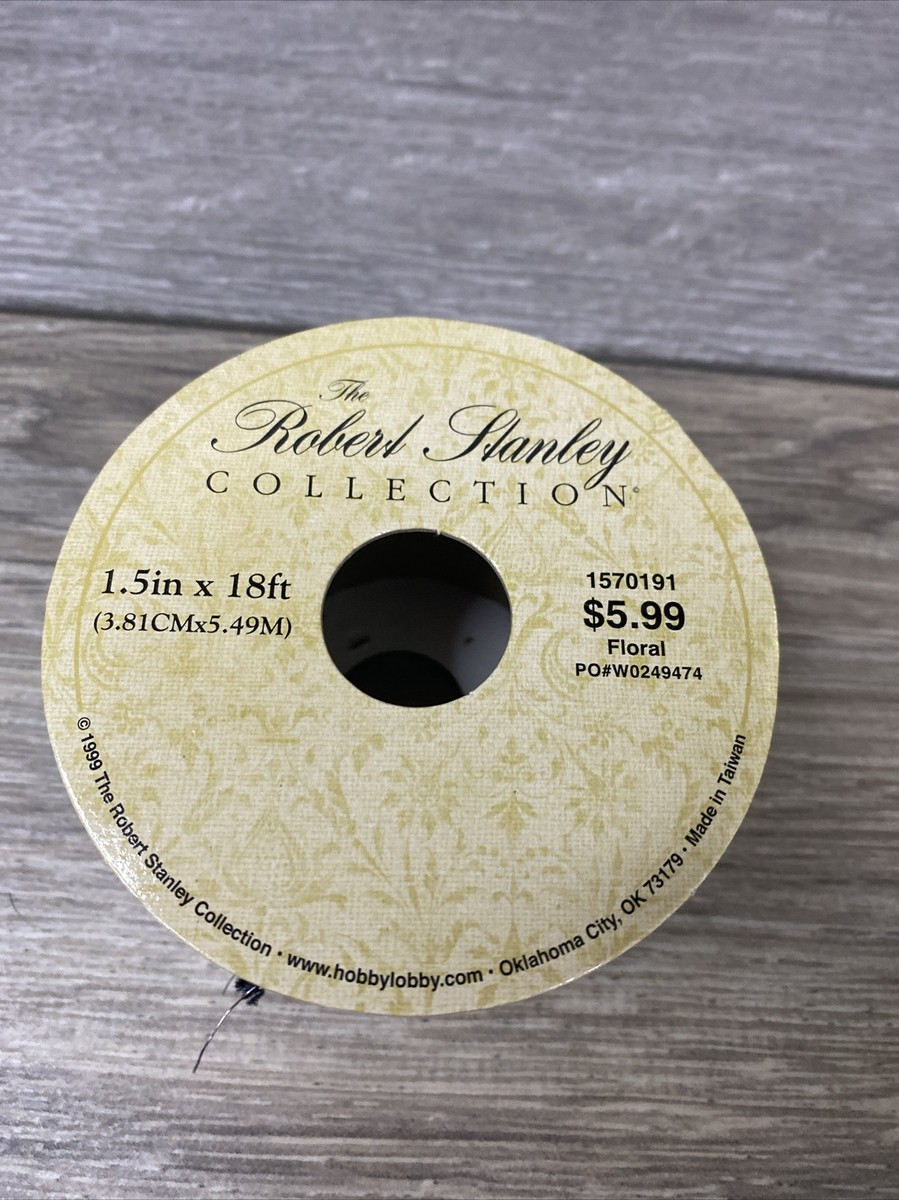 The
Robert Stanley
COLLECTION®
1.5in x 18ft
(3.81CMx5.49M)
1570191
$5.99
Floral
PO#W0249474
© 1999 The Robert Stanley Collection • www.hobbylobby.com • Oklahoma City, OK 73179 • Made in Taiwan